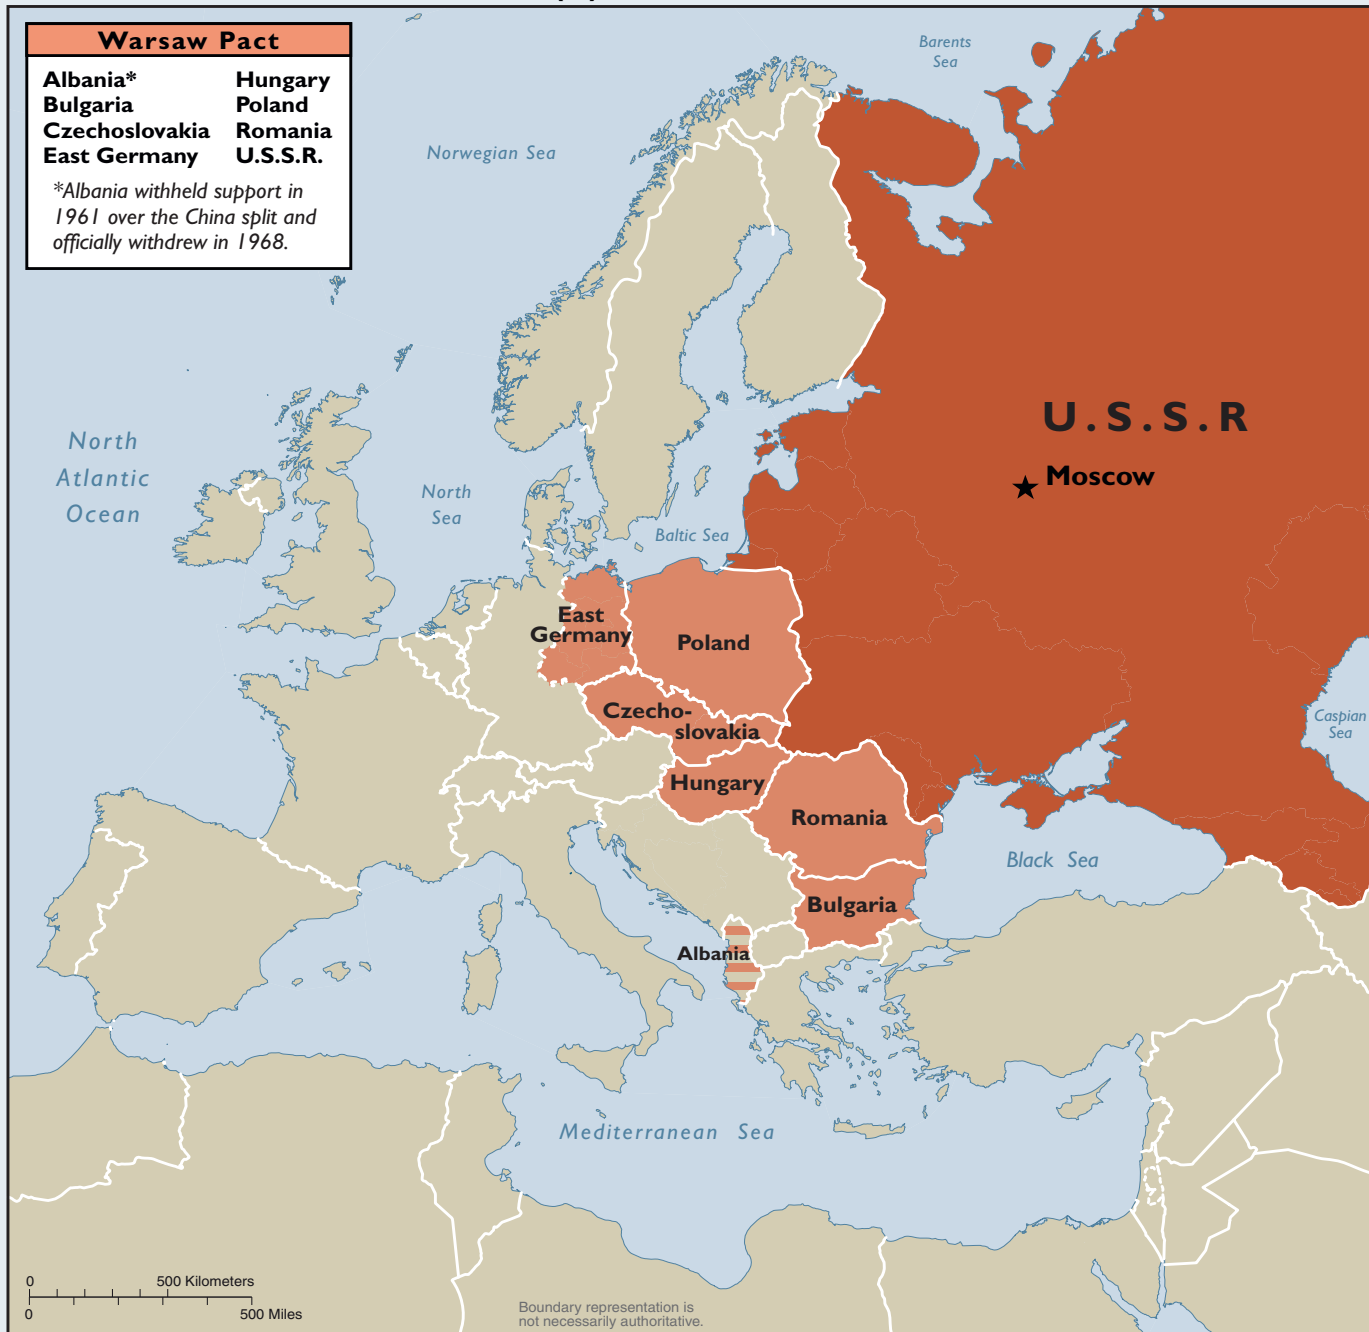 Warsaw Pact
Albania*
Bulgaria
Czechoslovakia
East Germany
Hungary
Poland
Romania
U.S.S.R.
*Albania withheld support in
1961 over the China split and
officially withdrew in 1968.
Barents
Sea
Norwegian Sea
U.S.S.R
Moscow
North
Atlantic
Ocean
North
Sea
Baltic Sea
East
Germany
Poland
Czecho-
slovakia
Caspian
Sea
Hungary
Romania
Black Sea
Bulgaria
Albania
Mediterranean Sea
0 500 Kilometers
0 500 Miles
Boundary representation is
not necessarily authoritative.